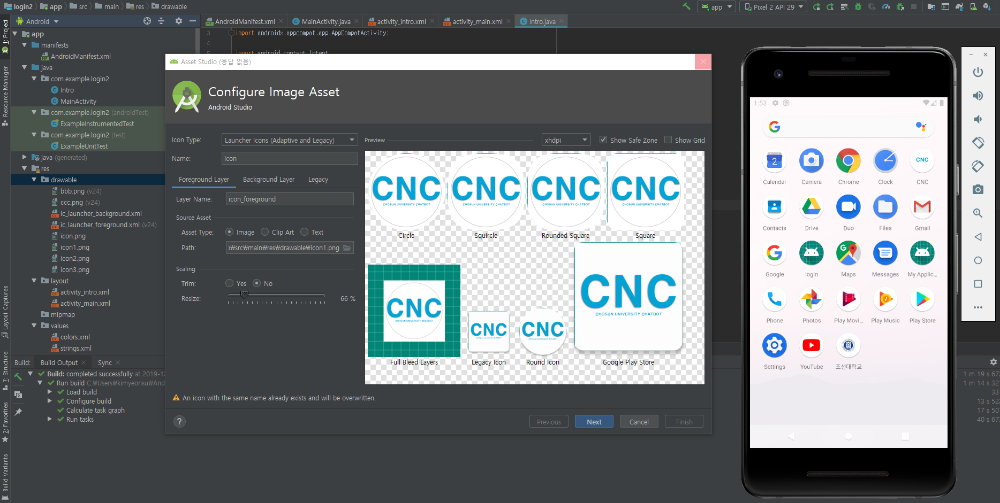 login2 app src main res drawable
app Pixel 2 API 29
1: Project
Resource Manager
Layout Captures
7: Structure
2: Favorites
Build Variants
Android
AndroidManifest.xml MainActivity.java activity_intro.xml activity_main.xml Intro.java
app
manifests
AndroidManifest.xml
java
com.example.login2
Intro
MainActivity
com.example.login2 (androidTest)
ExampleInstrumentedTest
com.example.login2 (test)
ExampleUnitTest
java (generated)
res
drawable
bbb.png (v24)
ccc.png (v24)
ic_launcher_background.xml
ic_launcher_foreground.xml (v24)
icon.png
icon1.png
icon2.png
icon3.png
layout
activity_intro.xml
activity_main.xml
mipmap
values
colors.xml
strings.xml
3 import androidx.appcompat.app.AppCompatActivity;
4
5 import android.content.Intent;
Asset Studio (응답 없음)
Configure Image Asset
Android Studio
Icon Type: Launcher Icons (Adaptive and Legacy)
Name: icon
Foreground Layer Background Layer Legacy
Layer Name: icon_foreground
Source Asset
Asset Type: Image Clip Art Text
Path: ₩src₩main₩res₩drawable₩icon1.png
Scaling
Trim: Yes No
Resize: 66 %
Preview xhdpi Show Safe Zone Show Grid
CNC CNC CNC CNC
CHOSUN UNIVERSITY CHATBOT CHOSUN UNIVERSITY CHATBOT CHOSUN UNIVERSITY CHATBOT CHOSUN UNIVERSITY CHATBOT
Circle Squircle Rounded Square Square
CNC CNC CNC CNC
CHOSUN UNIVERSITY CHATBOT CHOSUN UNIVERSITY CHATBOT CHOSUN UNIVERSITY CHATBOT CHOSUN UNIVERSITY CHATBOT
Full Bleed Layers Legacy Icon Round Icon Google Play Store
An icon with the same name already exists and will be overwritten.
? Previous Next Cancel Finish
Build: Build Output Sync
Build: completed successfully at 2019-1
Run build C:₩Users₩kimyeonsu₩And
Load build
Configure build
Calculate task graph
Run tasks
1 m 19 s 67
1 m 14 s 32
33
13 s 52
17 s 50
40 s 67
1:53
G
2 CNC
Calendar Camera Chrome Clock CNC
Contacts Drive Duo Files Gmail
Google login Maps Messages My Applic...
Phone Photos Play Movi... Play Music Play Store
Settings YouTube 조선대학교